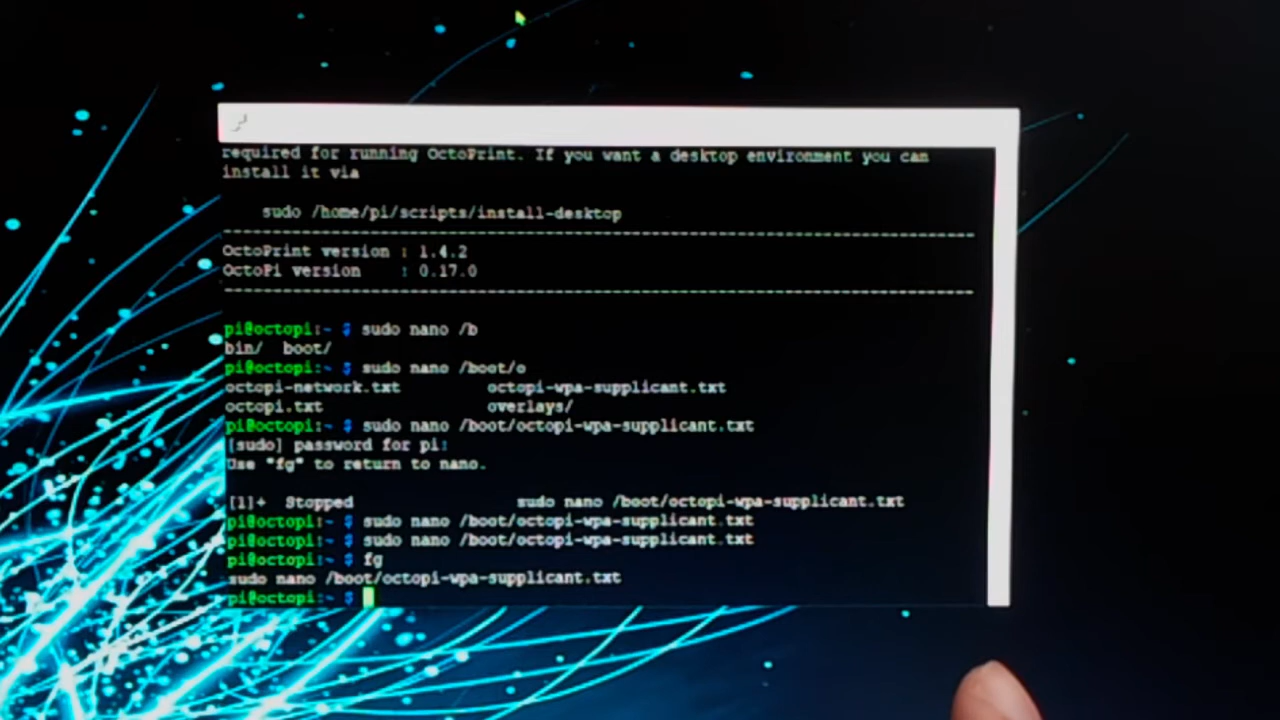 required for running OctoPrint. If you want a desktop environment you can
install it via
sudo /home/pi/scripts/install-desktop
--------------------------------------------------------------------------------
OctoPrint version : 1.4.2
OctoPi version : 0.17.0
--------------------------------------------------------------------------------
pi@octopi:~ $ sudo nano /b
bin/ boot/
pi@octopi:~ $ sudo nano /boot/o
octopi-network.txt octopi-wpa-supplicant.txt
octopi.txt overlays/
pi@octopi:~ $ sudo nano /boot/octopi-wpa-supplicant.txt
[sudo] password for pi:
Use "fg" to return to nano.
[1]+ Stopped sudo nano /boot/octopi-wpa-supplicant.txt
pi@octopi:~ $ sudo nano /boot/octopi-wpa-supplicant.txt
pi@octopi:~ $ sudo nano /boot/octopi-wpa-supplicant.txt
pi@octopi:~ $ fg
sudo nano /boot/octopi-wpa-supplicant.txt
pi@octopi:~ $